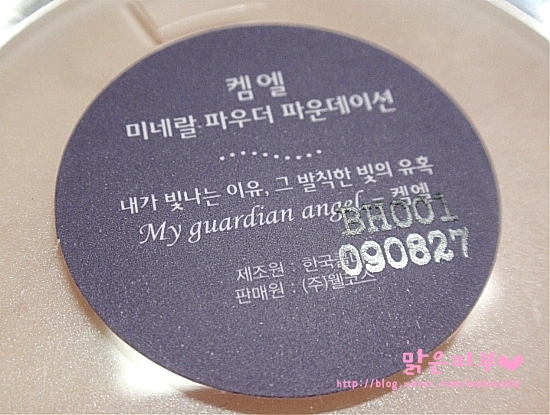 켐엘
미네랄 파우더 파운데이션
내가 빛나는 이유, 그 발칙한 빛의 유혹
My guardian angel 켐엘
BH001
090827
제조원 : 한국
판매원 : (주)웰코스
맑은피부